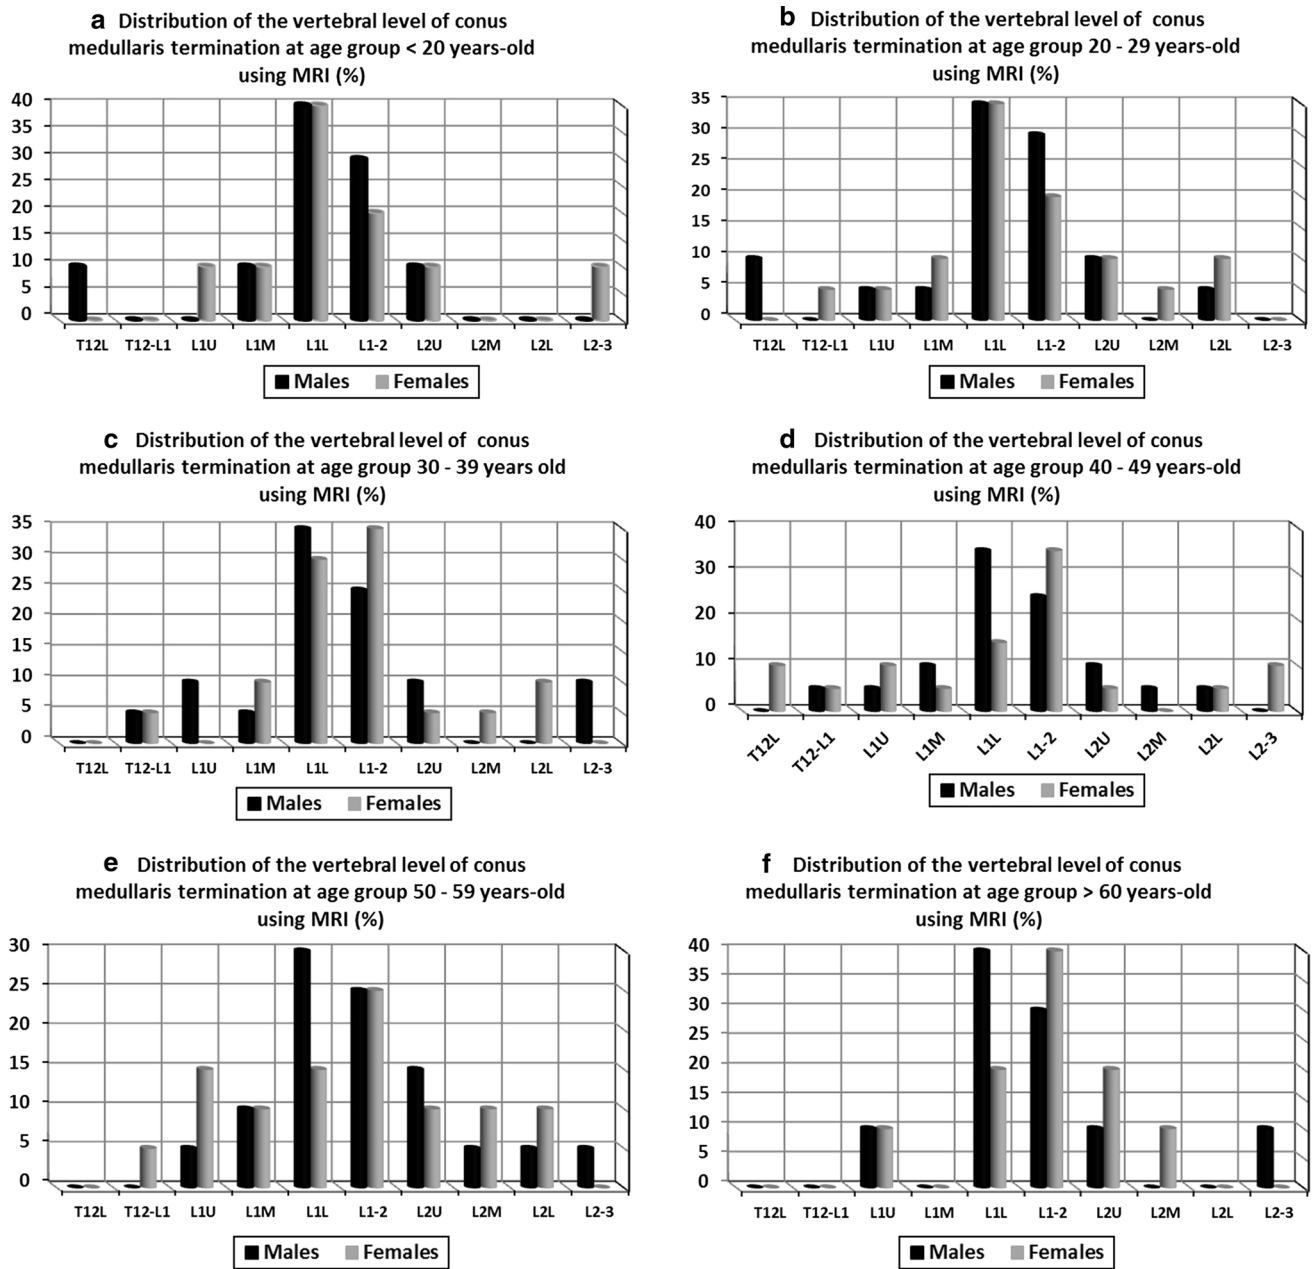 a Distribution of the vertebral level of conus
medullaris termination at age group < 20 years-old
using MRI (%)
40
35
30
25
20
15
10
5
0
T12L T12-L1 L1U L1M L1L L1-2 L2U L2M L2L L2-3
Males Females
b Distribution of the vertebral level of conus
medullaris termination at age group 20 - 29 years-old
using MRI (%)
35
30
25
20
15
10
5
0
T12L T12-L1 L1U L1M L1L L1-2 L2U L2M L2L L2-3
Males Females
c Distribution of the vertebral level of conus
medullaris termination at age group 30 - 39 years old
using MRI (%)
35
30
25
20
15
10
5
0
T12L T12-L1 L1U L1M L1L L1-2 L2U L2M L2L L2-3
Males Females
d Distribution of the vertebral level of conus
medullaris termination at age group 40 - 49 years-old
using MRI (%)
40
30
20
10
0
T12L T12-L1 L1U L1M L1L L1-2 L2U L2M L2L L2-3
Males Females
e Distribution of the vertebral level of conus
medullaris termination at age group 50 - 59 years-old
using MRI (%)
30
25
20
15
10
5
0
T12L T12-L1 L1U L1M L1L L1-2 L2U L2M L2L L2-3
Males Females
f Distribution of the vertebral level of conus
medullaris termination at age group > 60 years-old
using MRI (%)
40
35
30
25
20
15
10
5
0
T12L T12-L1 L1U L1M L1L L1-2 L2U L2M L2L L2-3
Males Females